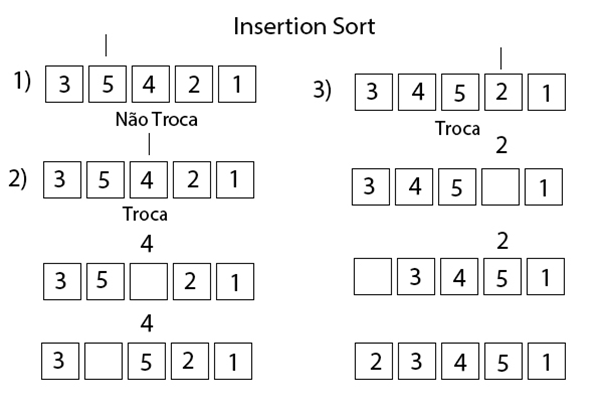 Insertion Sort
1) 3 5 4 2 1
Não Troca
2) 3 5 4 2 1
Troca
4
3 5 2 1
4
3 5 2 1
3) 3 4 5 2 1
Troca
2
3 4 5 1
2
3 4 5 1
2 3 4 5 1